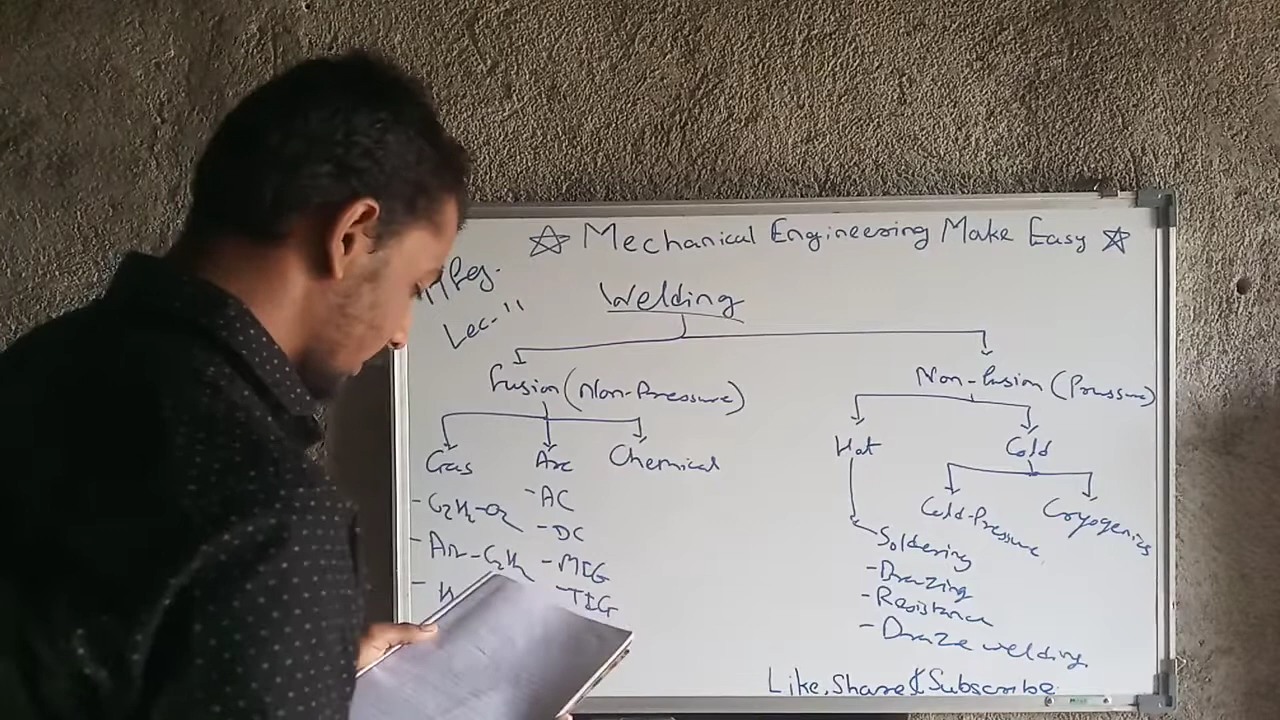 ☆ Mechanical Engineering Make Easy ☆
Lec-11
Welding
Fusion (Non-Pressure)
Non-fusion (Pressure)
Gas Arc Chemical
Hot Cold
- C2H2-O2
- AC
- DC
- Air-C2H2
- MIG
- TIG
Cold-Pressure Cryogenics
- Soldering
- Brazing
- Resistance
- Braze welding
Like, Share & Subscribe